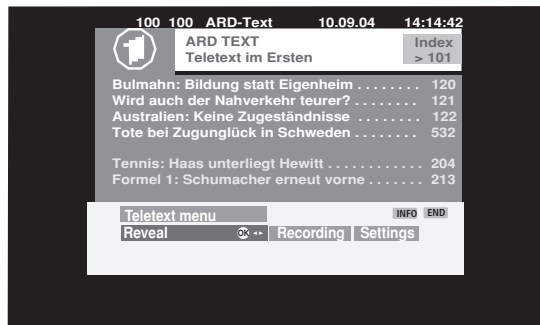 100 100 ARD-Text 10.09.04 14:14:42
1
ARD TEXT Index
Teletext im Ersten > 101
Bulmahn: Bildung statt Eigenheim . . . . . . . . 120
Wird auch der Nahverkehr teurer? . . . . . . . . 121
Australien: Keine Zugeständnisse . . . . . . . . 122
Tote bei Zugunglück in Schweden . . . . . . . . 532
Tennis: Haas unterliegt Hewitt . . . . . . . . . . . . 204
Formel 1: Schumacher erneut vorne . . . . . . . 213
Teletext menu INFO END
Reveal OK Recording Settings